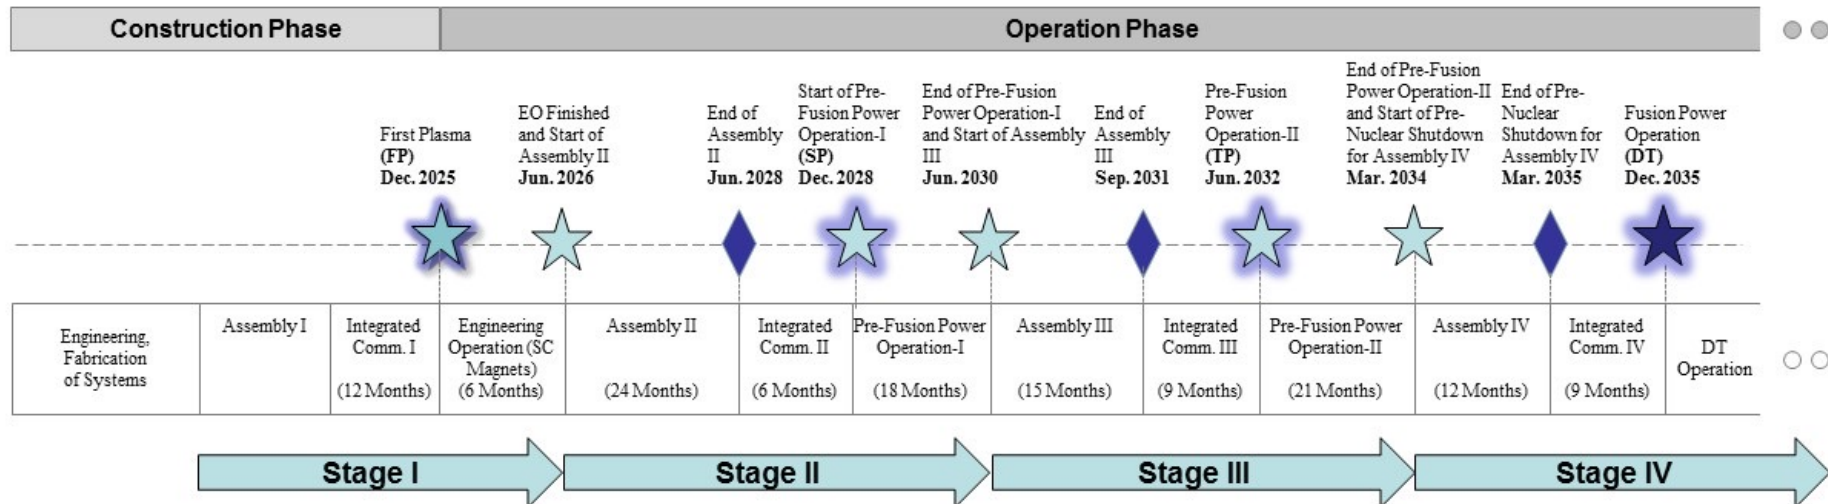 Construction Phase
Operation Phase
First Plasma
(FP)
Dec. 2025
EO Finished
and Start of
Assembly II
Jun. 2026
End of
Assembly
II
Jun. 2028
Start of Pre-
Fusion Power
Operation-I
(SP)
Dec. 2028
End of Pre-Fusion
Power Operation-I
and Start of Assembly
III
Jun. 2030
End of
Assembly
III
Sep. 2031
Pre-Fusion
Power
Operation-II
(TP)
Jun. 2032
End of Pre-Fusion
Power Operation-II
and Start of Pre-
Nuclear Shutdown
for Assembly IV
Mar. 2034
End of Pre-
Nuclear
Shutdown for
Assembly IV
Mar. 2035
Fusion Power
Operation
(DT)
Dec. 2035
Engineering,
Fabrication
of Systems
Assembly I
Integrated
Comm. I
(12 Months)
Engineering
Operation (SC
Magnets)
(6 Months)
Assembly II
(24 Months)
Integrated
Comm. II
(6 Months)
Pre-Fusion Power
Operation-I
(18 Months)
Assembly III
(15 Months)
Integrated
Comm. III
(9 Months)
Pre-Fusion Power
Operation-II
(21 Months)
Assembly IV
(12 Months)
Integrated
Comm. IV
(9 Months)
DT
Operation
Stage I
Stage II
Stage III
Stage IV